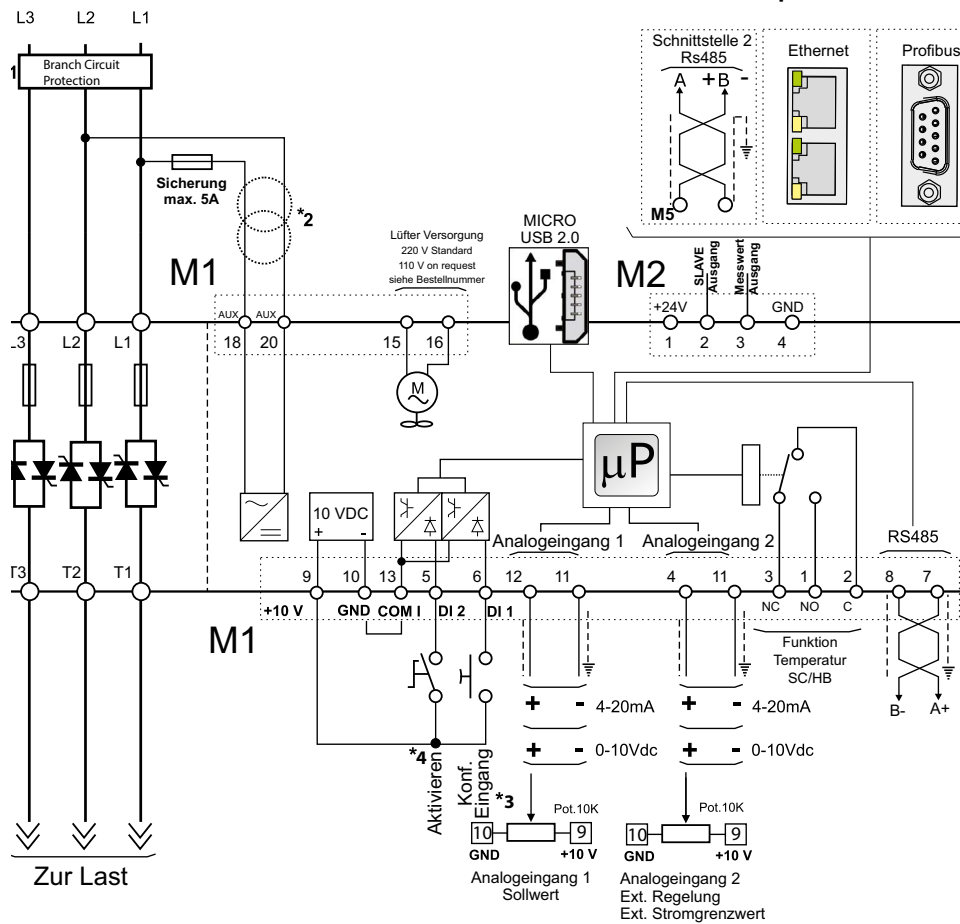 L3 L2 L1
1
Branch Circuit
Protection
Sicherung
max. 5A
*2
Schnittstelle 2
Rs485
A + B -
M5
Ethernet
Profibus
Lüfter Versorgung
220 V Standard
110 V on request
siehe Bestellnummer
MICRO
USB 2.0
M1
M2
SLAVE
Ausgang
Messwert
Ausgang
AUX AUX
+24V GND
L3 L2 L1 18 20 15 16 1 2 3 4
M
µP
10 VDC
+ -
Analogeingang 1 Analogeingang 2 RS485
T3 T2 T1 9 10 13 5 6 12 11 4 11 3 1 2 8 7
+10 V GND COM I DI 2 DI 1 NC NO C
M1
Funktion
Temperatur
SC/HB
B- A+
+ - 4-20mA + - 4-20mA
+ - 0-10Vdc + - 0-10Vdc
*4
Aktivieren
Konf.
Eingang
*3
Pot.10K Pot.10K
10 9 10 9
GND +10 V GND +10 V
Analogeingang 1
Sollwert
Analogeingang 2
Ext. Regelung
Ext. Stromgrenzwert
Zur Last